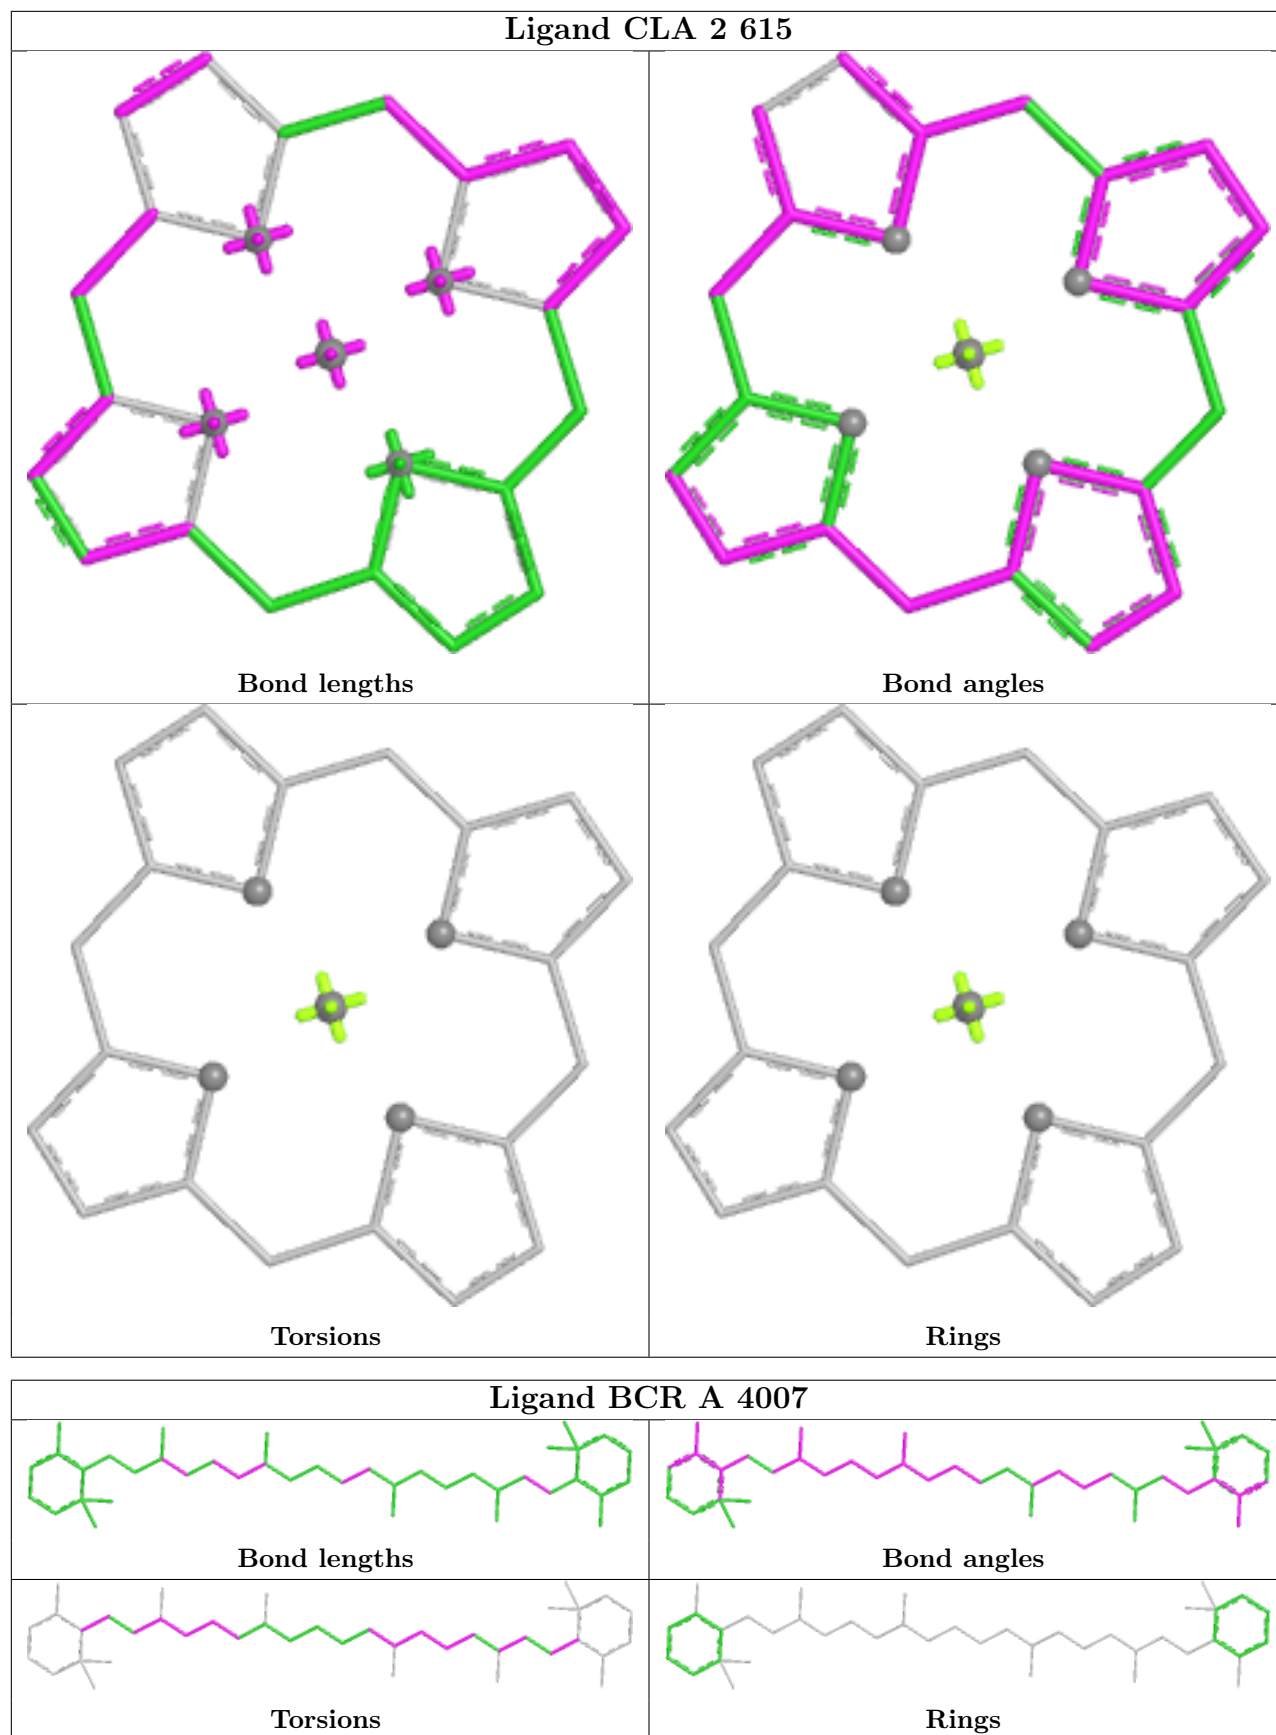 Ligand CLA 2 615
Bond lengths
Bond angles
Torsions
Rings
Ligand BCR A 4007
Bond lengths
Bond angles
Torsions
Rings